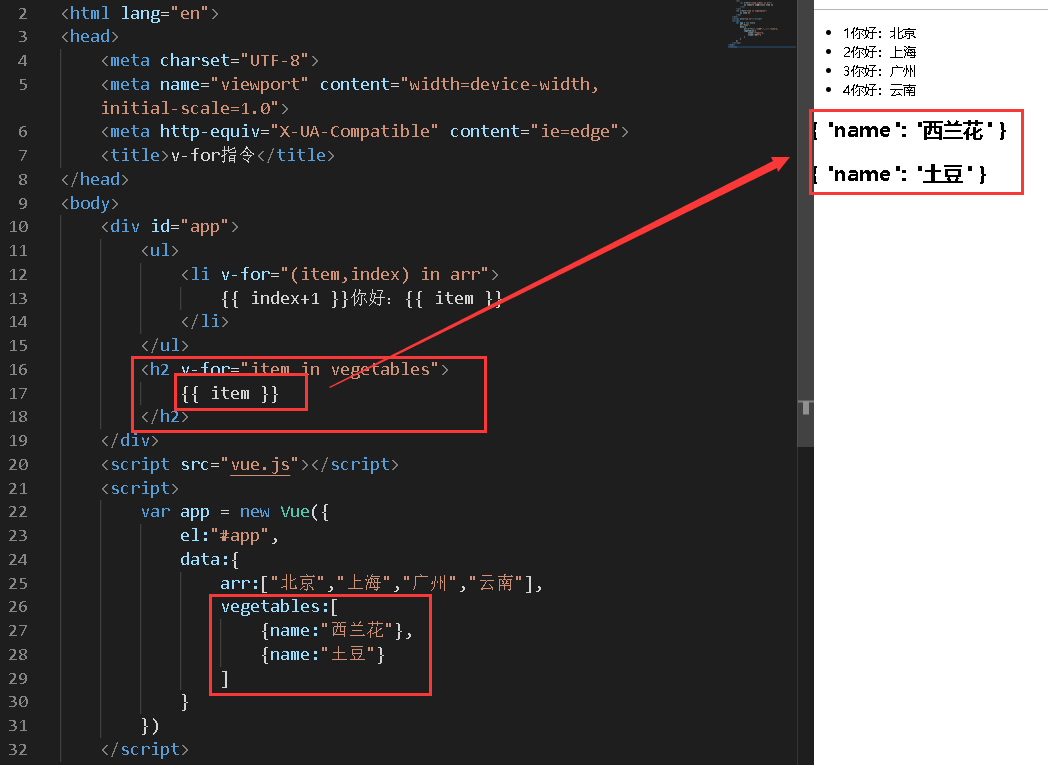 2 <html lang="en">
3 <head>
4 <meta charset="UTF-8">
5 <meta name="viewport" content="width=device-width,
initial-scale=1.0">
6 <meta http-equiv="X-UA-Compatible" content="ie=edge">
7 <title>v-for指令</title>
8 </head>
9 <body>
10 <div id="app">
11 <ul>
12 <li v-for="(item,index) in arr">
13 {{ index+1 }}你好：{{ item }}
14 </li>
15 </ul>
16 <h2 v-for="item in vegetables">
17 {{ item }}
18 </h2>
19 </div>
20 <script src="vue.js"></script>
21 <script>
22 var app = new Vue({
23 el:"#app",
24 data:{
25 arr:["北京","上海","广州","云南"],
26 vegetables:[
27 {name:"西兰花"},
28 {name:"土豆"}
29 ]
30 }
31 })
32 </script>
1你好：北京
2你好：上海
3你好：广州
4你好：云南
{ "name": "西兰花" }
{ "name": "土豆" }